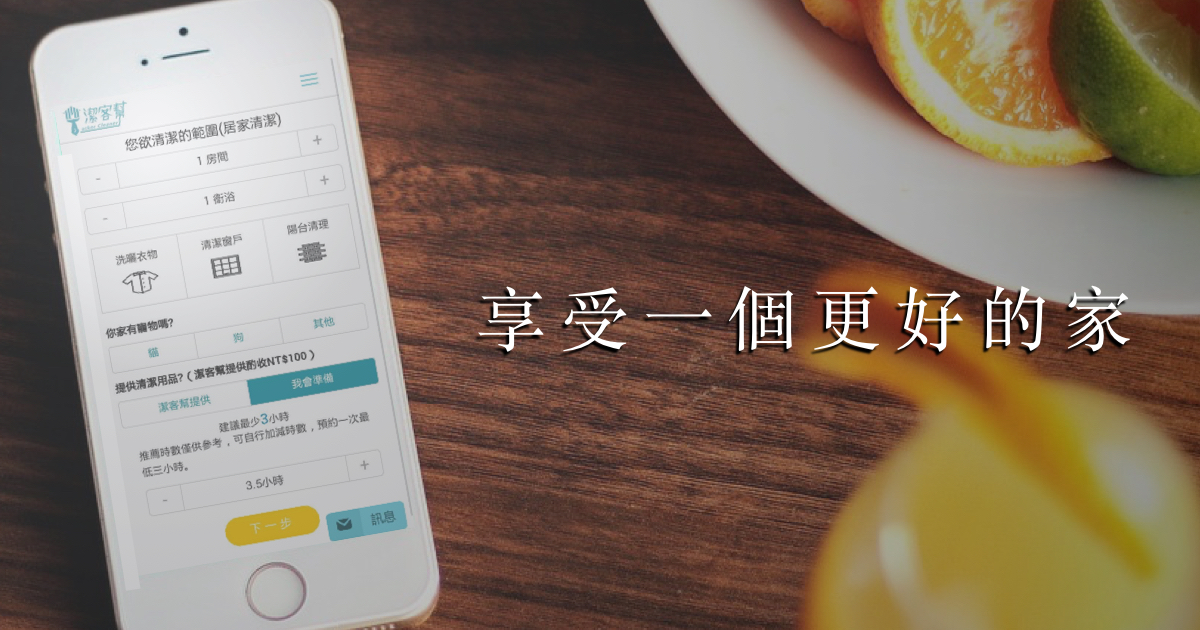 潔客幫
您欲清潔的範圍(居家清潔)
- 1 房間 +
- 1 衛浴 +
洗曬衣物 清潔窗戶 陽台清理
你家有寵物嗎?
貓 狗 其他
提供清潔用品?(潔客幫提供酌收NT$100)
潔客幫提供 我會準備
建議最少3小時
推薦時數僅供參考，可自行加減時數，預約一次最
低三小時。
- 3.5小時 +
下一步 訊息
享受一個更好的家